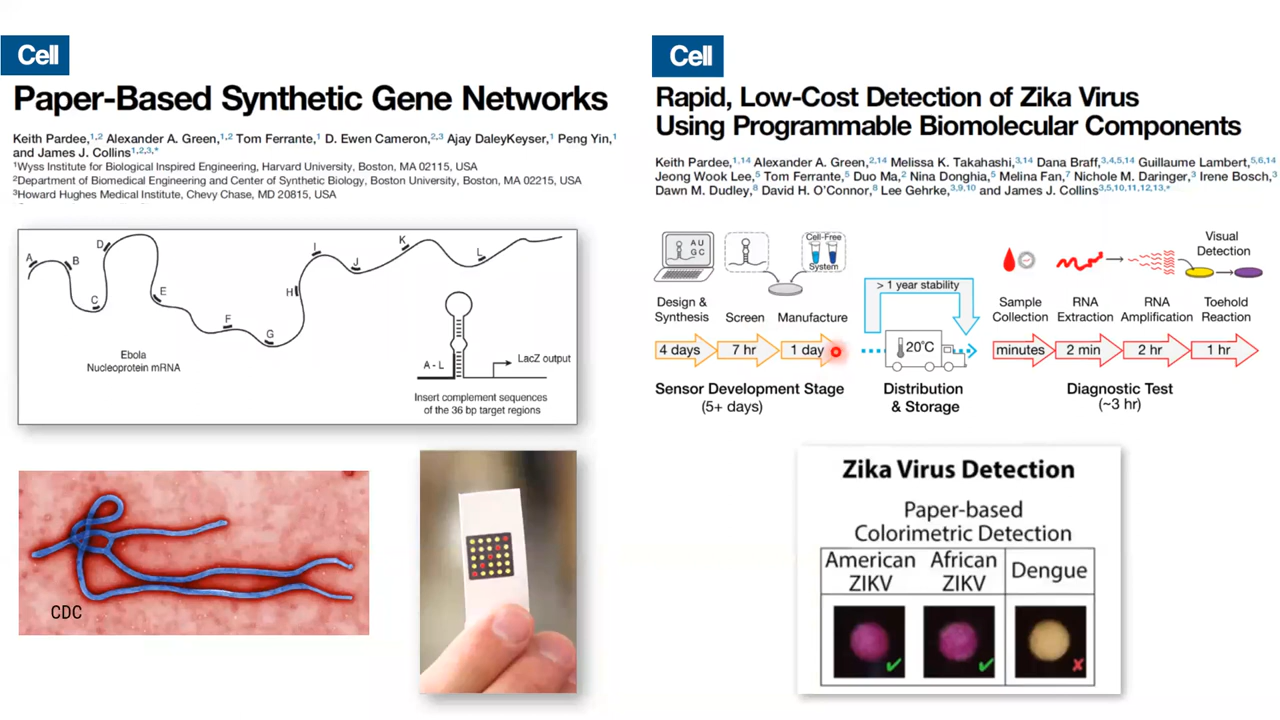 Cell
Paper-Based Synthetic Gene Networks
Keith Pardee,1,2 Alexander A. Green,1,2 Tom Ferrante,1 D. Ewen Cameron,2,3 Ajay DaleyKeyser,1 Peng Yin,1
and James J. Collins1,2,3,*
1Wyss Institute for Biological Inspired Engineering, Harvard University, Boston, MA 02115, USA
2Department of Biomedical Engineering and Center of Synthetic Biology, Boston University, Boston, MA 02215, USA
3Howard Hughes Medical Institute, Chevy Chase, MD 20815, USA
A
B
C
D
E
F
G
H
I
J
K
L
Ebola
Nucleoprotein mRNA
A - L
LacZ output
Insert complement sequences
of the 36 bp target regions
CDC
Cell
Rapid, Low-Cost Detection of Zika Virus
Using Programmable Biomolecular Components
Keith Pardee,1,14 Alexander A. Green,2,14 Melissa K. Takahashi,3,14 Dana Braff,3,4,5,14 Guillaume Lambert,5,6,14
Jeong Wook Lee,5 Tom Ferrante,5 Duo Ma,2 Nina Donghia,5 Melina Fan,7 Nichole M. Daringer,3 Irene Bosch,3
Dawn M. Dudley,8 David H. O'Connor,8 Lee Gehrke,3,9,10 and James J. Collins3,5,10,11,12,13,*
A U
G C
Cell-Free
System
Design &
Synthesis
Screen
Manufacture
4 days
7 hr
1 day
Sensor Development Stage
(5+ days)
> 1 year stability
20℃
Distribution
& Storage
Visual
Detection
Sample
Collection
RNA
Extraction
RNA
Amplification
Toehold
Reaction
minutes
2 min
2 hr
1 hr
Diagnostic Test
(~3 hr)
Zika Virus Detection
Paper-based
Colorimetric Detection
American
ZIKV
African
ZIKV
Dengue